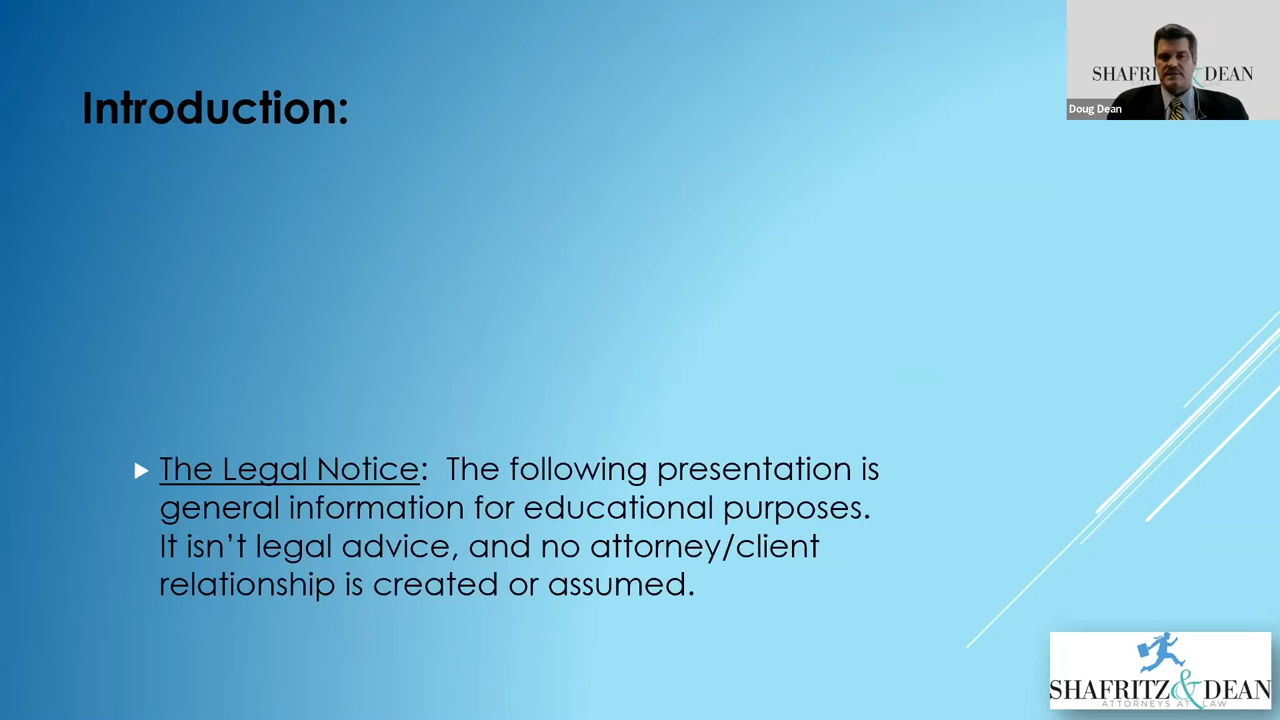 Introduction:
SHAFRI & DEAN
Doug Dean
The Legal Notice: The following presentation is
general information for educational purposes.
It isn’t legal advice, and no attorney/client
relationship is created or assumed.
SHAFRITZ & DEAN
ATTORNEYS AT LAW